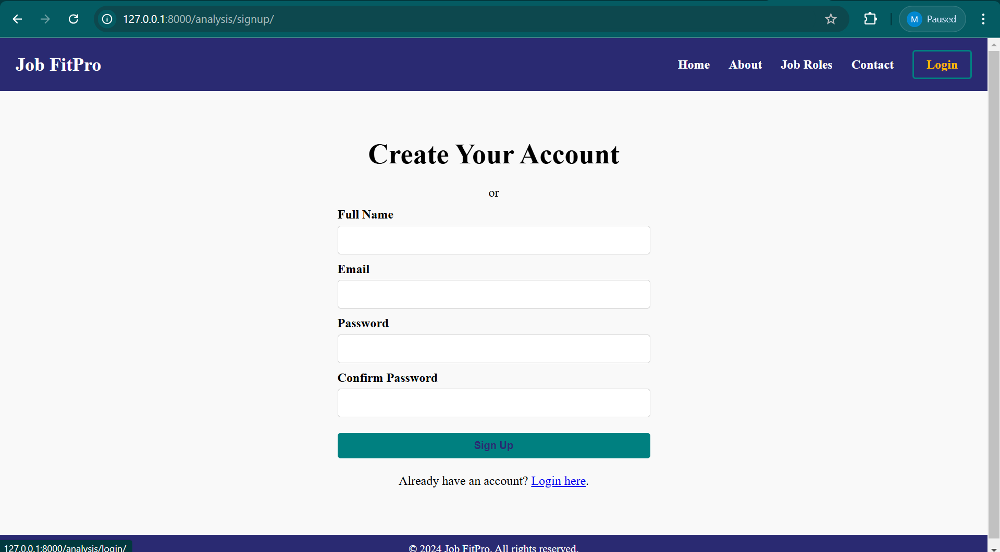 127.0.0.1:8000/analysis/signup/
M Paused
Job FitPro
Home About Job Roles Contact Login
Create Your Account
or
Full Name
Email
Password
Confirm Password
Sign Up
Already have an account? Login here.
127.0.0.1:8000/analysis/login/
© 2024 Job FitPro. All rights reserved.